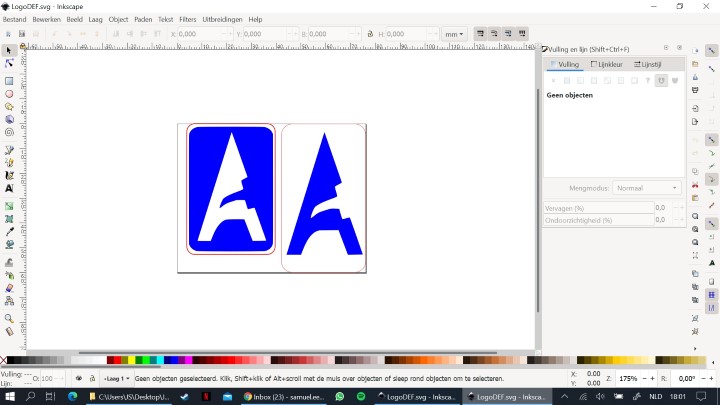 LogoDEF.svg - Inkscape
Bestand Bewerken Beeld Laag Object Paden Tekst Filters Uitbreidingen Help
X: 0,000 Y: 0,000 B: 0,000 H: 0,000 mm
Vulling en lijn (Shift+Ctrl+F)
Vulling Lijnkleur Lijnstijl
Geen objecten
Mengmodus: Normaal
Vervagen (%) 0,0
Ondoorzichtigheid (%) 0,0
Vulling: --- O: 100 Laag 1 Geen objecten geselecteerd. Klik, Shift+klik of Alt+scroll met de muis over objecten of sleep rond objecten om te selecteren. X: 0.00 Z: 175% R: 0,00°
Lijn: --- Y: 0.00
C:\Users\US\Desktop\U... Inbox (23) - samuel.ee... LogoDEF.svg - Inksca... LogoDEF.svg - Inksca... NLD 18:01